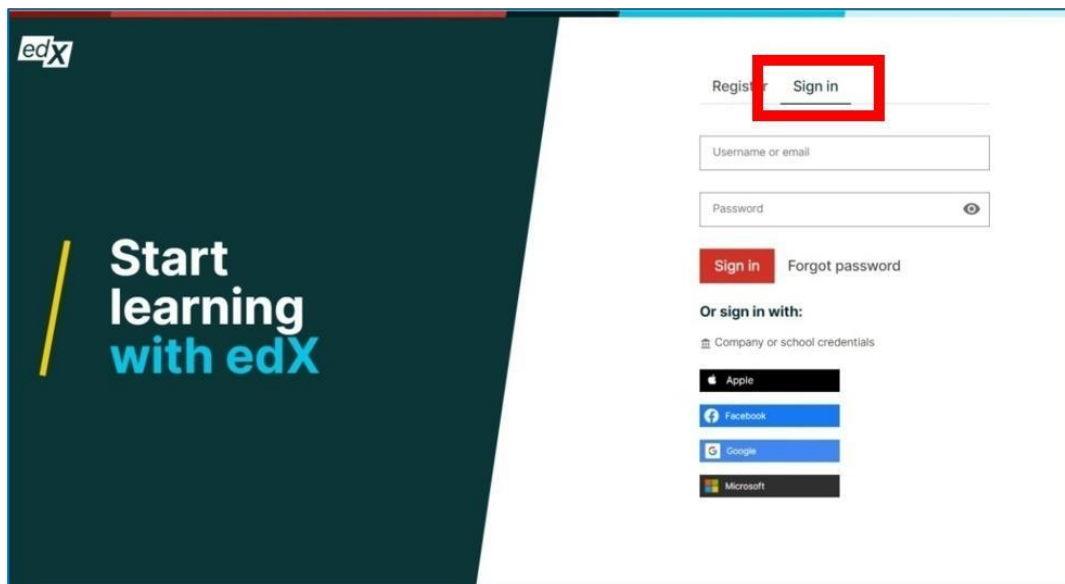 edX
Register Sign in
Username or email
Password
Start
learning
with edX
Sign in Forgot password
Or sign in with:
Company or school credentials
Apple
Facebook
Google
Microsoft